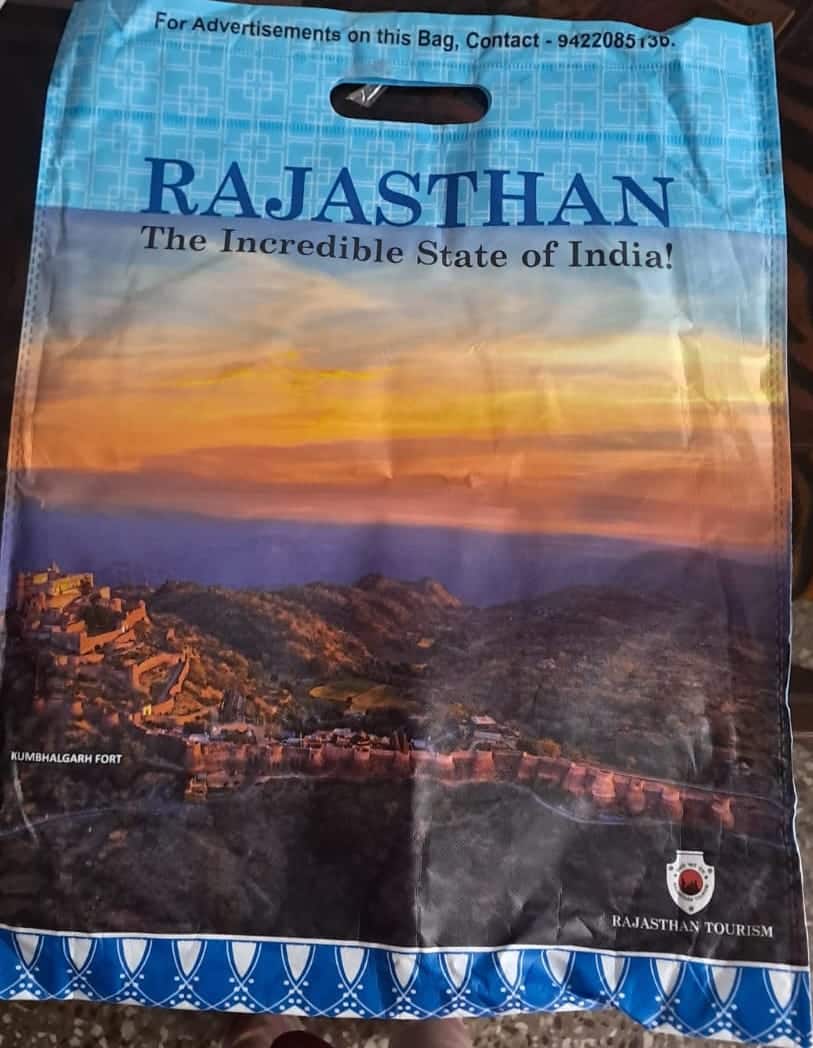 For Advertisements on this Bag, Contact - 9422085136.
RAJASTHAN
The Incredible State of India!
KUMBHALGARH FORT
RAJASTHAN TOURISM